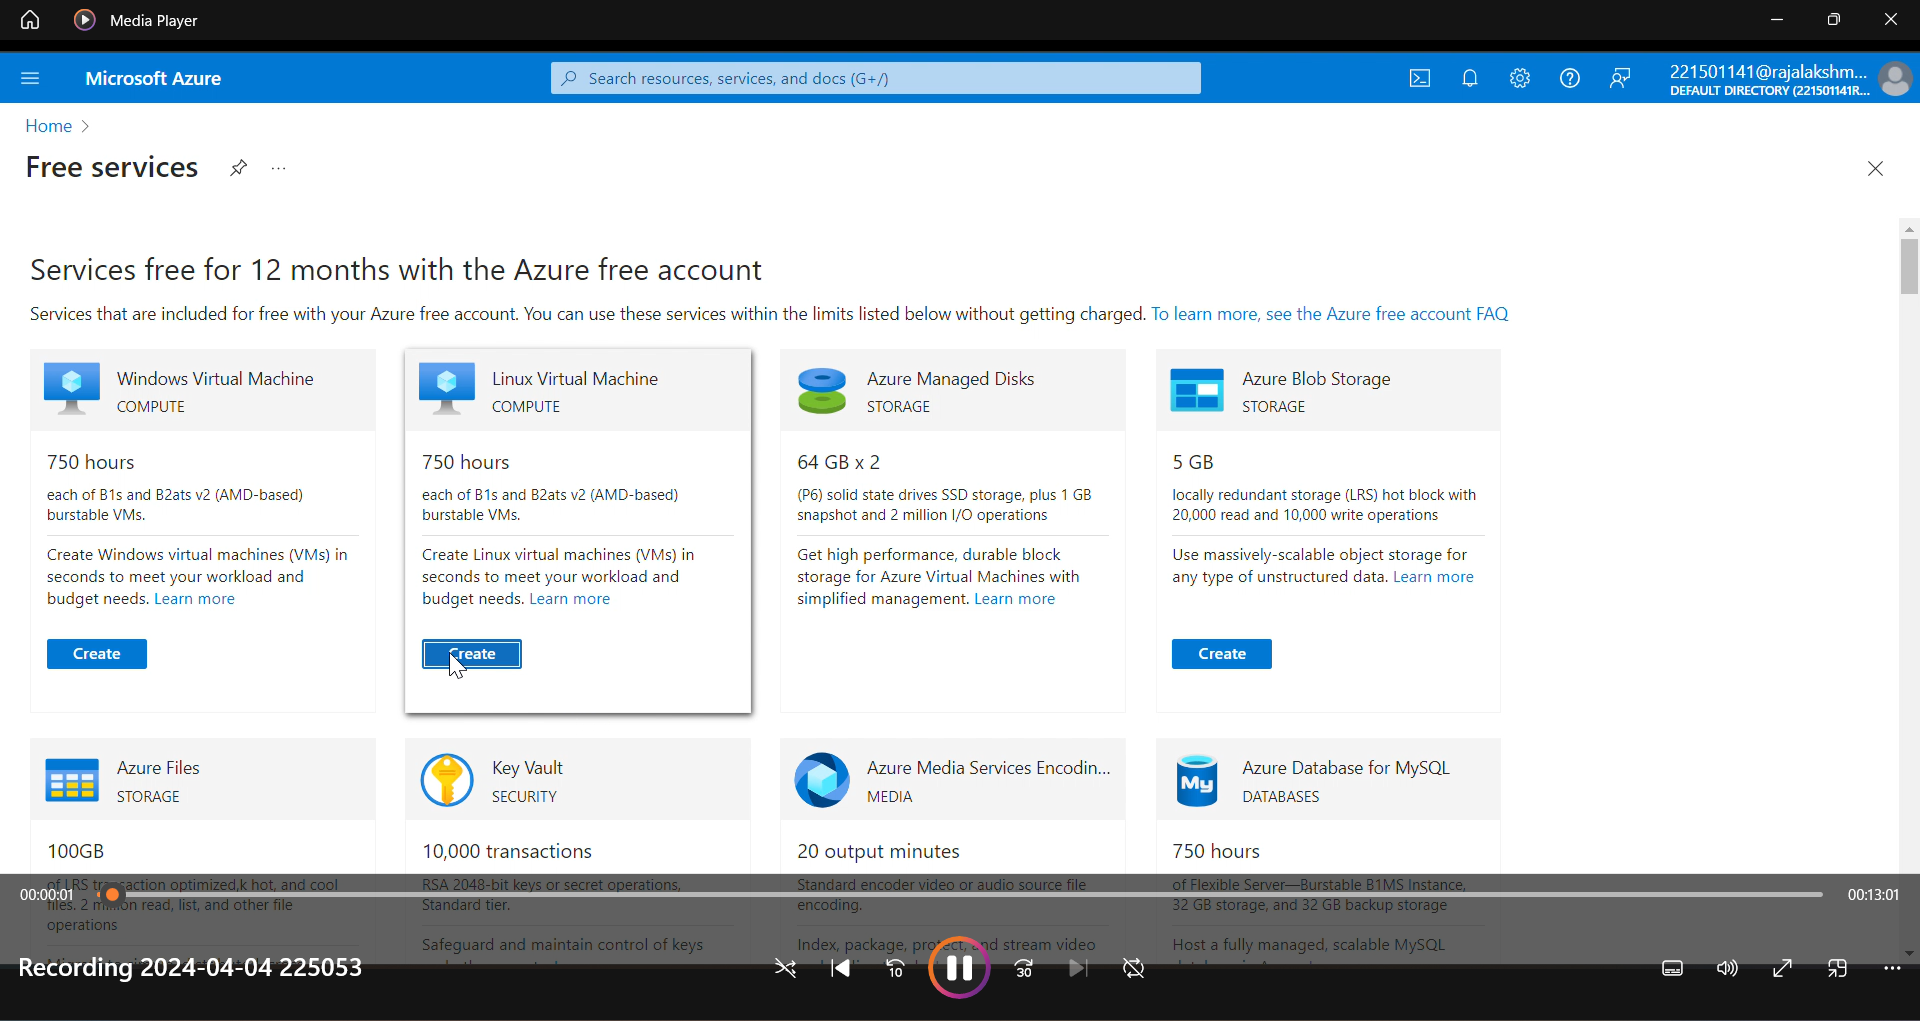 Media Player
Microsoft Azure
Search resources, services, and docs (G+/)
221501141@rajalakshm...
DEFAULT DIRECTORY (221501141R...
Home >
Free services
Services free for 12 months with the Azure free account
Services that are included for free with your Azure free account. You can use these services within the limits listed below without getting charged. To learn more, see the Azure free account FAQ
Windows Virtual Machine
COMPUTE
750 hours
each of B1s and B2ats v2 (AMD-based)
burstable VMs.
Create Windows virtual machines (VMs) in
seconds to meet your workload and
budget needs. Learn more
Create
Linux Virtual Machine
COMPUTE
750 hours
each of B1s and B2ats v2 (AMD-based)
burstable VMs.
Create Linux virtual machines (VMs) in
seconds to meet your workload and
budget needs. Learn more
Create
Azure Managed Disks
STORAGE
64 GB x 2
(P6) solid state drives SSD storage, plus 1 GB
snapshot and 2 million I/O operations
Get high performance, durable block
storage for Azure Virtual Machines with
simplified management. Learn more
Azure Blob Storage
STORAGE
5 GB
locally redundant storage (LRS) hot block with
20,000 read and 10,000 write operations
Use massively-scalable object storage for
any type of unstructured data. Learn more
Create
Azure Files
STORAGE
100GB
of LRS transaction optimized,k hot, and cool
files. 2 million read, list, and other file
operations
Key Vault
SECURITY
10,000 transactions
RSA 2048-bit keys or secret operations,
Standard tier.
Safeguard and maintain control of keys
Azure Media Services Encodin...
MEDIA
20 output minutes
Standard encoder video or audio source file
encoding.
Index, package, protect, and stream video
Azure Database for MySQL
DATABASES
My
750 hours
of Flexible Server—Burstable B1MS Instance,
32 GB storage, and 32 GB backup storage
Host a fully managed, scalable MySQL
00:00:01
00:13:01
Recording 2024-04-04 225053
10
30